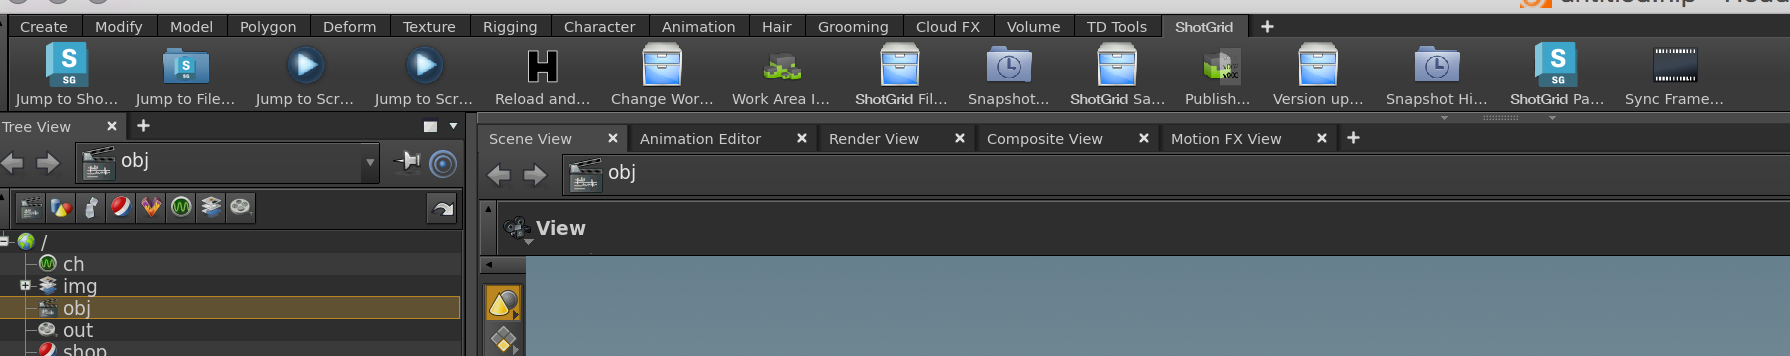 Create Modify Model Polygon Deform Texture Rigging Character Animation Hair Grooming Cloud FX Volume TD Tools ShotGrid
Jump to Sho... Jump to File... Jump to Scr... Jump to Scr... Reload and... Change Wor... Work Area I... ShotGrid Fil... Snapshot... ShotGrid Sa... Publish... Version up... Snapshot Hi... ShotGrid Pa... Sync Frame...
Tree View
Scene View Animation Editor Render View Composite View Motion FX View
obj
obj
View
/
ch
img
obj
out
shop